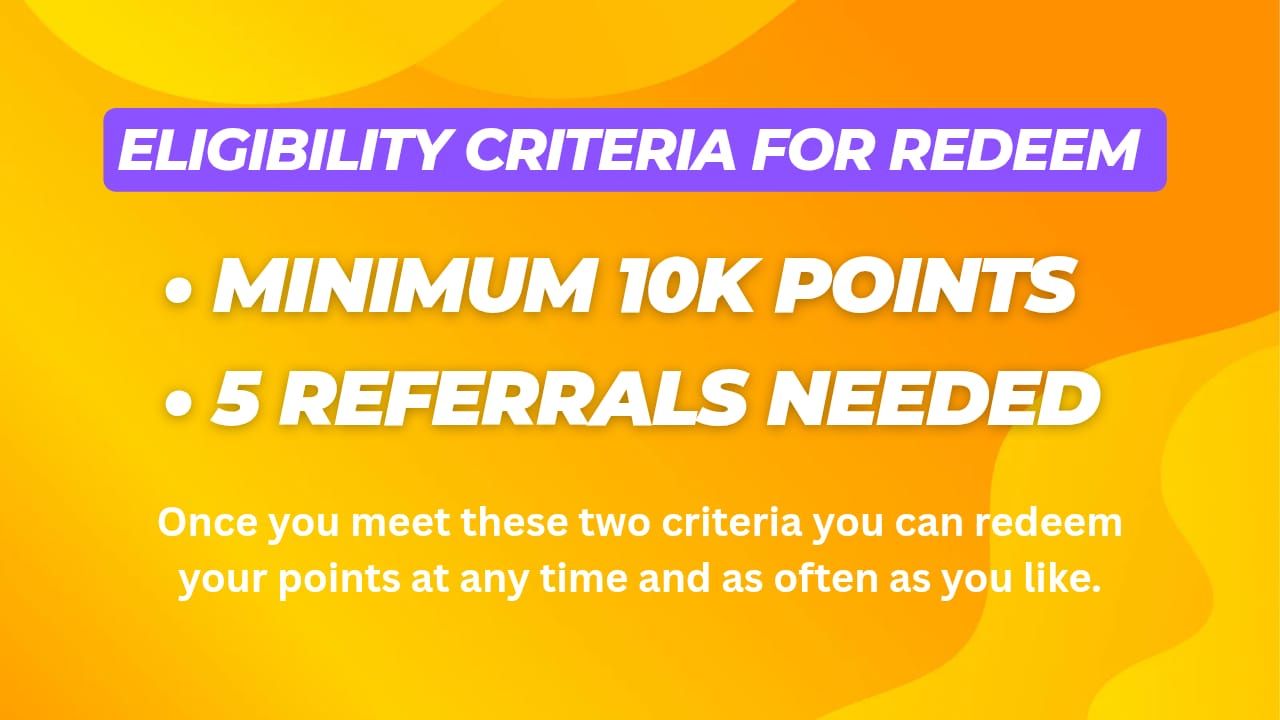 ELIGIBILITY CRITERIA FOR REDEEM
• MINIMUM 10K POINTS
• 5 REFERRALS NEEDED
Once you meet these two criteria you can redeem
your points at any time and as often as you like.